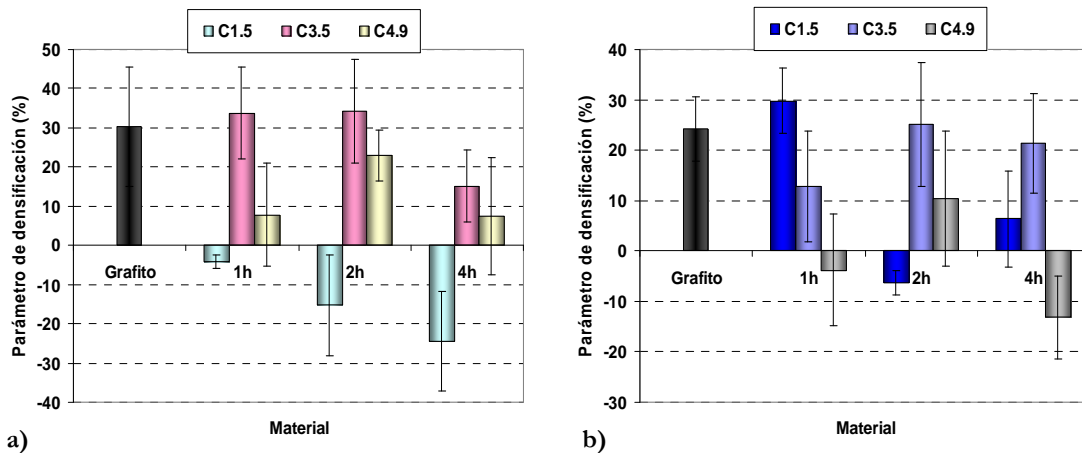 C1.5 C3.5 C4.9
50
40
30
20
10
0
-10
-20
-30
-40
Parámetro de densificación (%)
Grafito 1h 2h 4h
Material
a)
C1.5 C3.5 C4.9
40
30
20
10
0
-10
-20
-30
Parámetro de densificación (%)
Grafito 1h 2h 4h
Material
b)